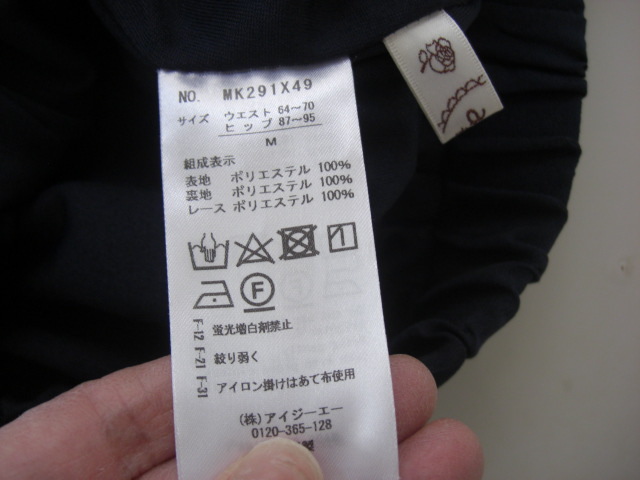 NO. MK291X49
サイズ ウエスト 64～70
ヒップ 87～95
M
組成表示
表地 ポリエステル 100%
裏地 ポリエステル 100%
レース ポリエステル 100%
F
F-12 蛍光増白剤禁止
F-21 絞り弱く
F-31 アイロン掛けはあて布使用
(株)アイジーエー
0120-365-128
製